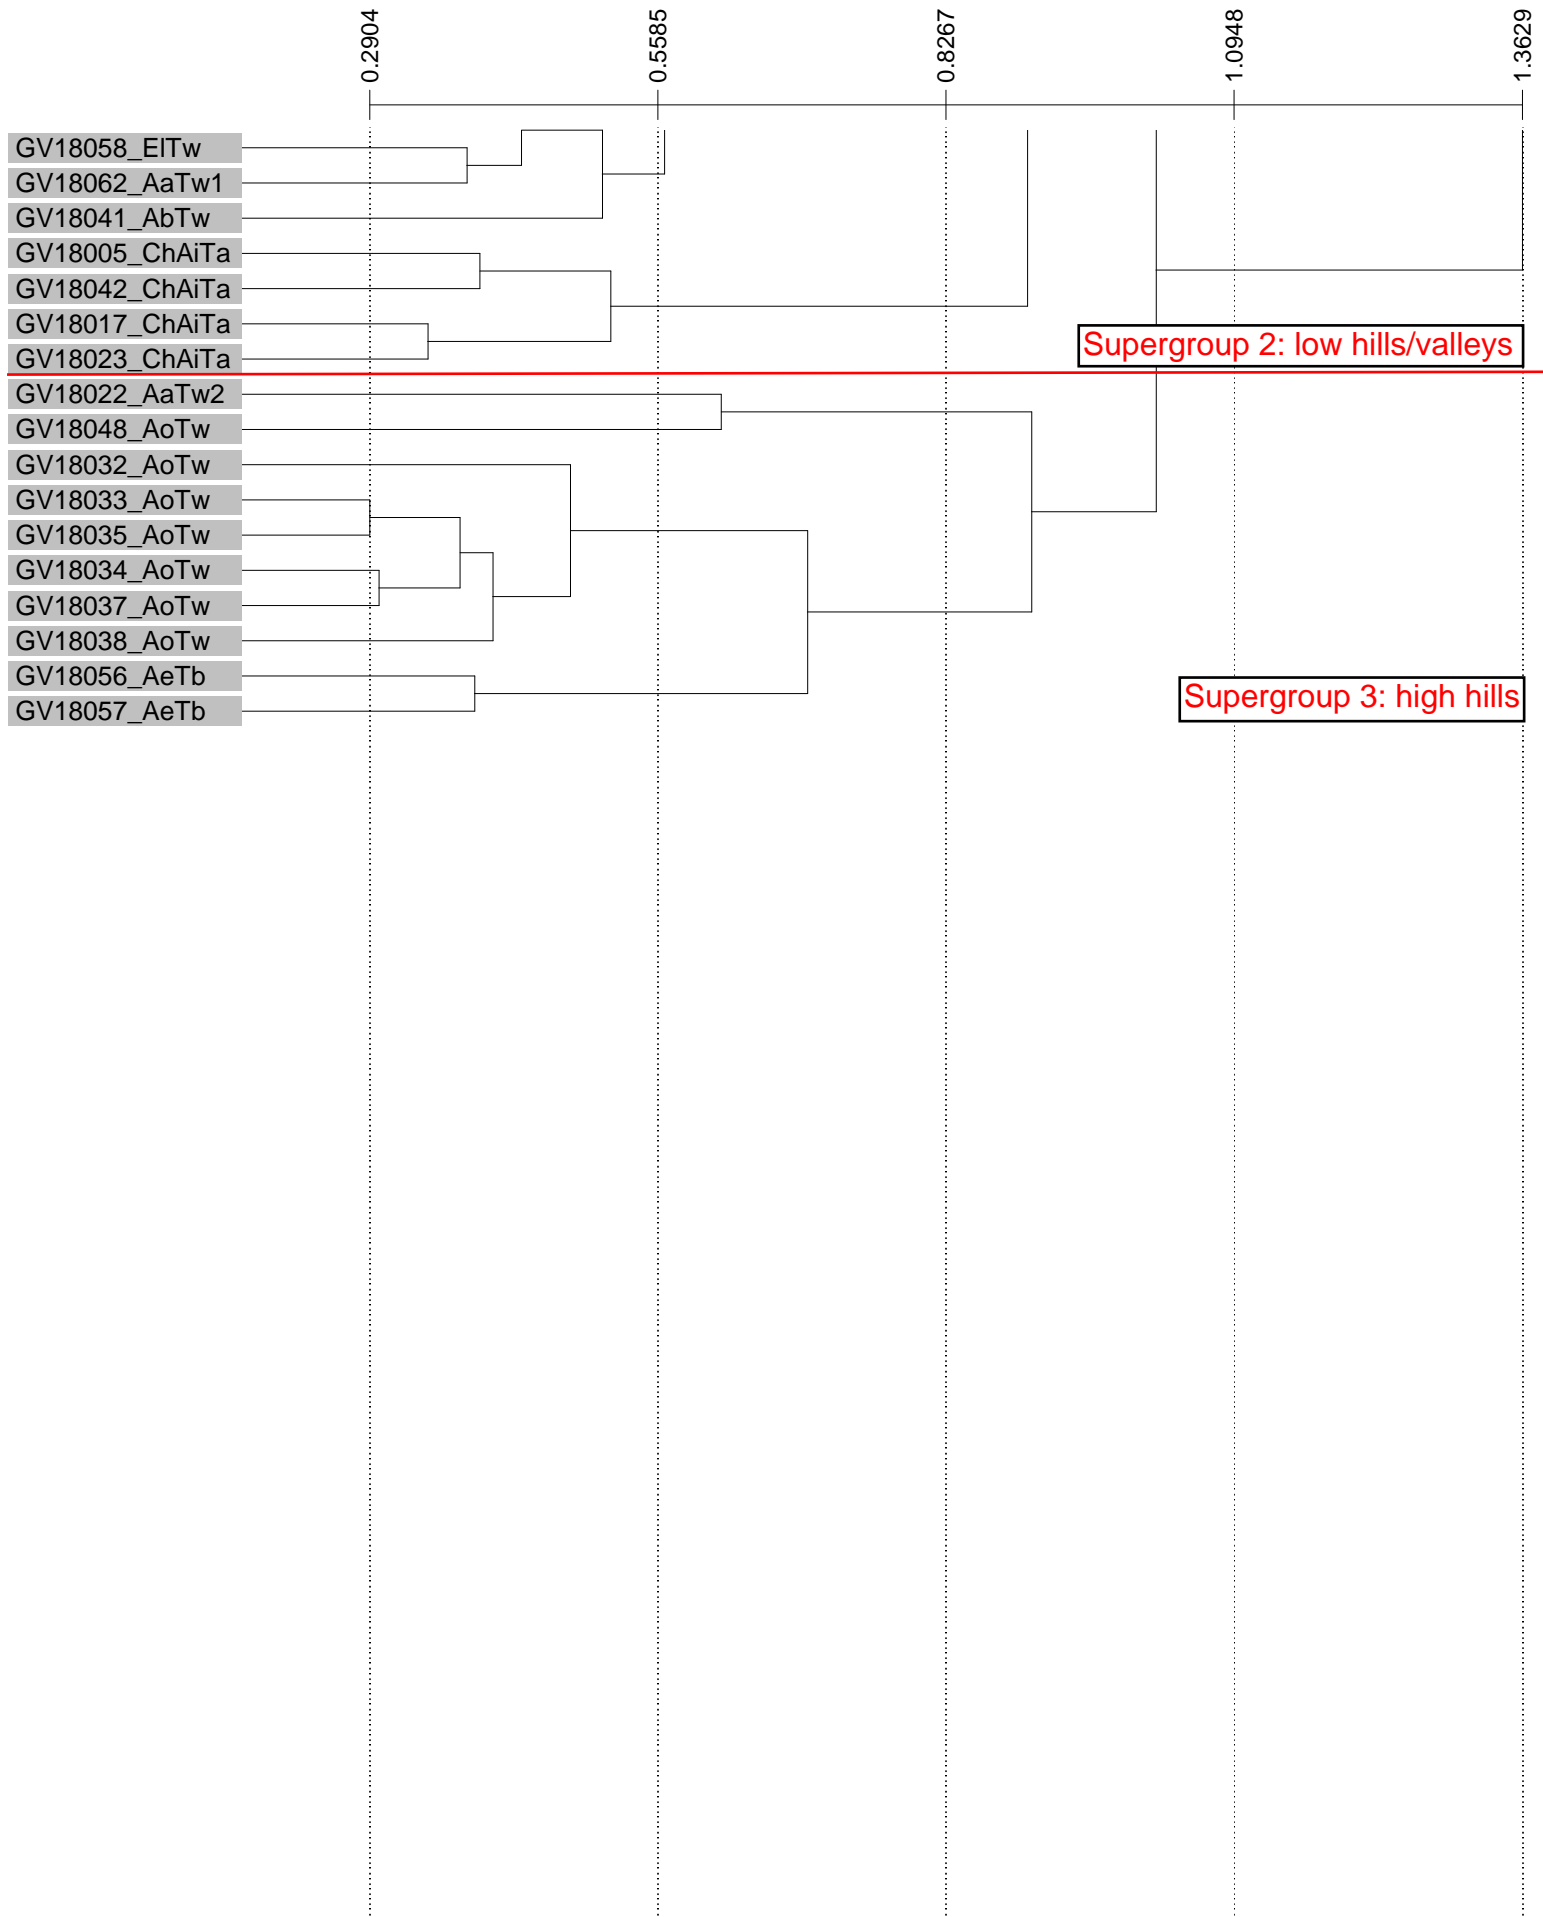 0.2904
0.5585
0.8267
1.0948
1.3629
GV18058_ElTw
GV18062_AaTw1
GV18041_AbTw
GV18005_ChAiTa
GV18042_ChAiTa
GV18017_ChAiTa
GV18023_ChAiTa
Supergroup 2: low hills/valleys
GV18022_AaTw2
GV18048_AoTw
GV18032_AoTw
GV18033_AoTw
GV18035_AoTw
GV18034_AoTw
GV18037_AoTw
GV18038_AoTw
GV18056_AeTb
GV18057_AeTb
Supergroup 3: high hills